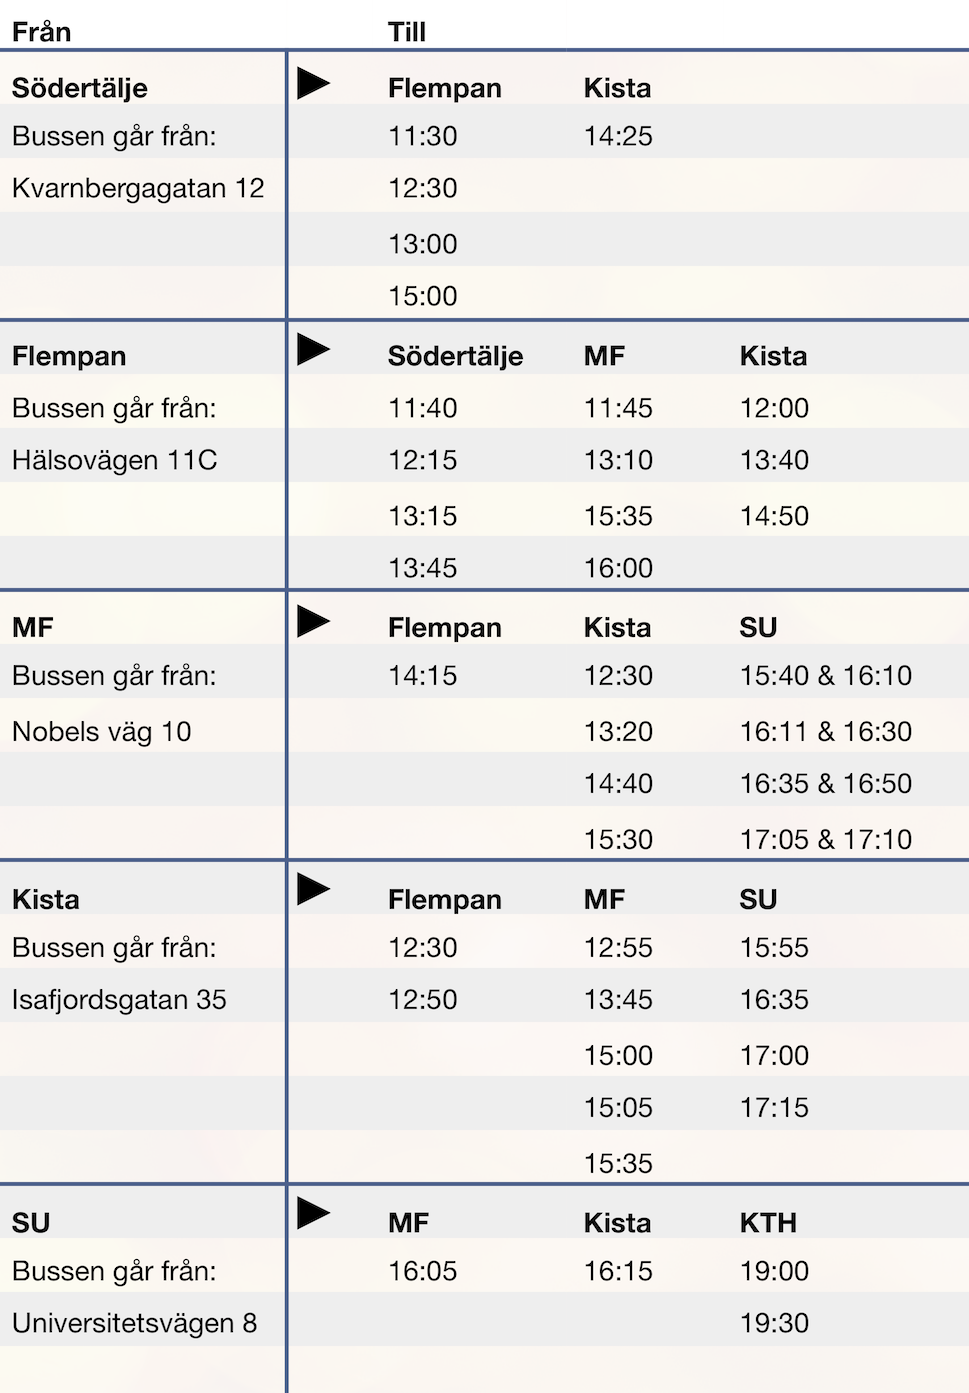 Från Till
Södertälje Flempan Kista
Bussen går från: 11:30 14:25
Kvarnbergagatan 12 12:30
13:00
15:00
Flempan Södertälje MF Kista
Bussen går från: 11:40 11:45 12:00
Hälsovägen 11C 12:15 13:10 13:40
13:15 15:35 14:50
13:45 16:00
MF Flempan Kista SU
Bussen går från: 14:15 12:30 15:40 & 16:10
Nobels väg 10 13:20 16:11 & 16:30
14:40 16:35 & 16:50
15:30 17:05 & 17:10
Kista Flempan MF SU
Bussen går från: 12:30 12:55 15:55
Isafjordsgatan 35 12:50 13:45 16:35
15:00 17:00
15:05 17:15
15:35
SU MF Kista KTH
Bussen går från: 16:05 16:15 19:00
Universitetsvägen 8 19:30